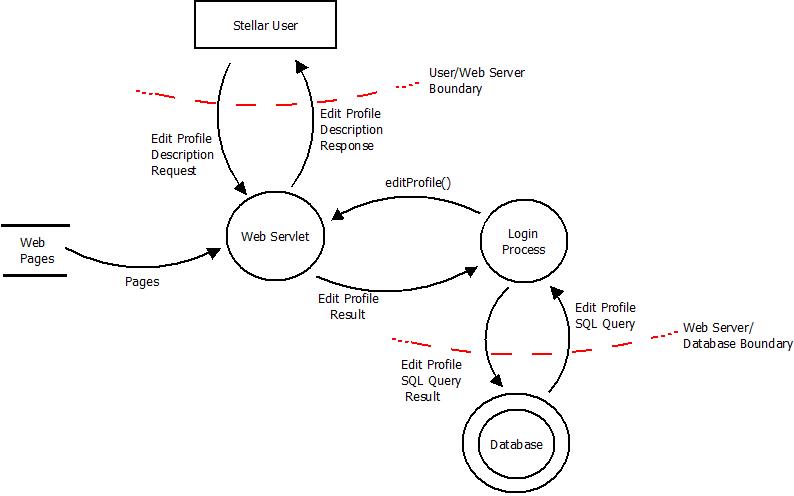 Stellar User
User/Web Server
Boundary
Edit Profile
Description
Response
Edit Profile
Description
Request
editProfile()
Web Servlet
Login
Process
Web
Pages
Pages
Edit Profile
Result
Edit Profile
SQL Query
Web Server/
Database Boundary
Edit Profile
SQL Query
Result
Database